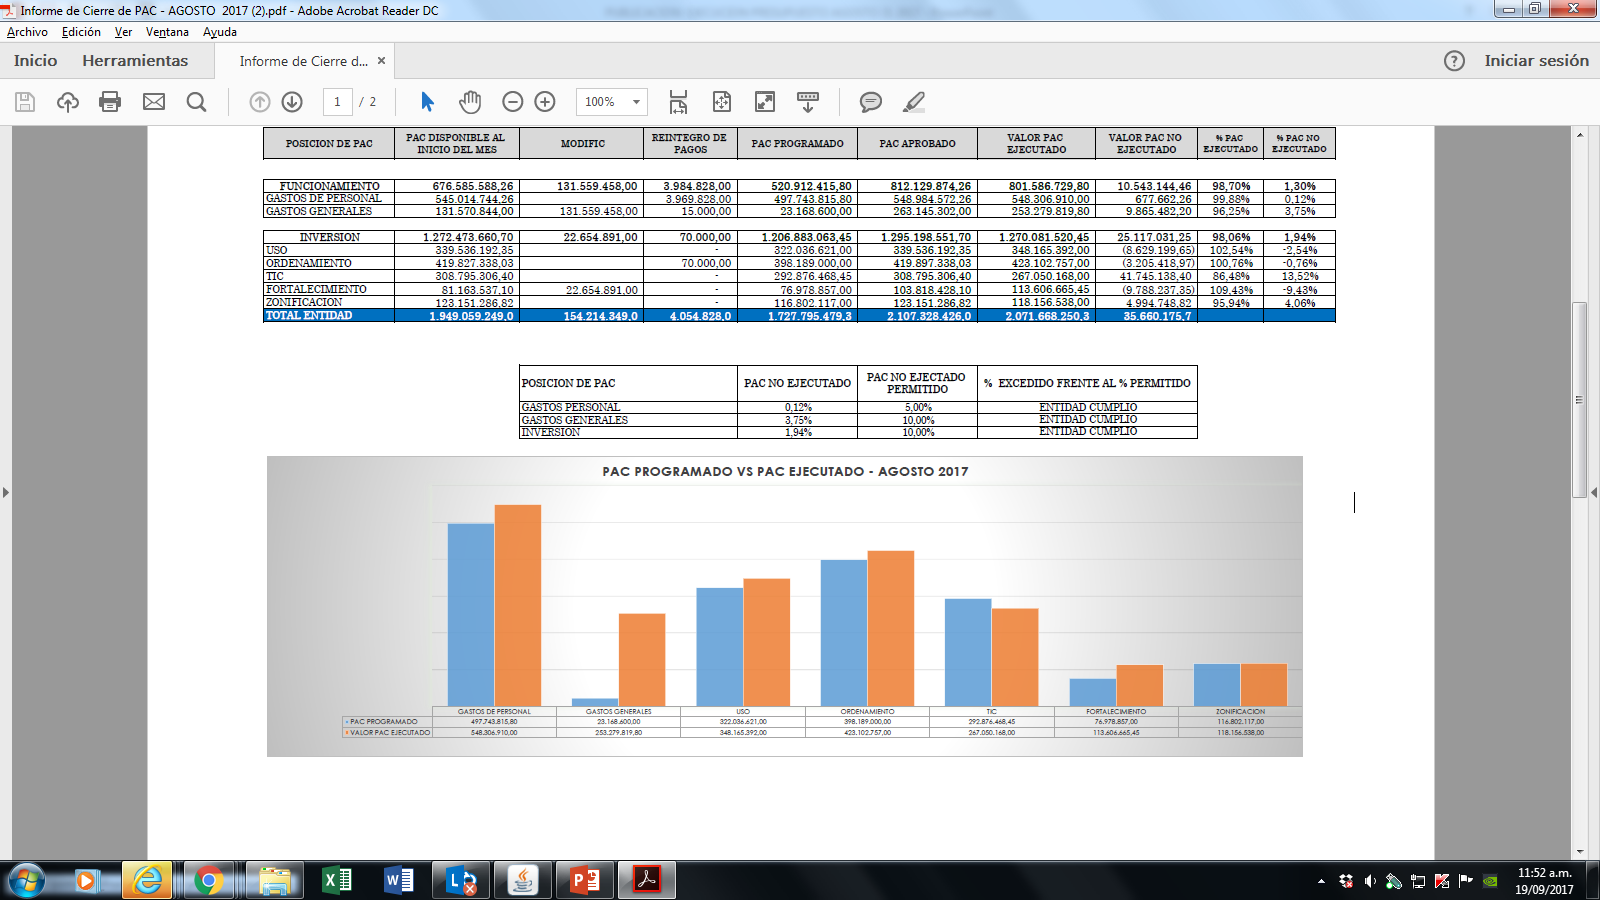 Informe de Cierre de PAC - AGOSTO  2017 (2).pdf - Adobe Acrobat Reader DC
Archivo Edición Ver Ventana Ayuda
Inicio Herramientas Informe de Cierre d... × ? Iniciar sesión
1 / 2 100%
POSICION DE PAC | PAC DISPONIBLE AL INICIO DEL MES | MODIFIC | REINTEGRO DE PAGOS | PAC PROGRAMADO | PAC APROBADO | VALOR PAC EJECUTADO | VALOR PAC NO EJECUTADO | % PAC EJECUTADO | % PAC NO EJECUTADO
FUNCIONAMIENTO 676.585.588,26 131.559.458,00 3.984.828,00 520.912.415,80 812.129.874,26 801.586.729,80 10.543.144,46 98,70% 1,30%
GASTOS DE PERSONAL 545.014.744,26 3.969.828,00 497.743.815,80 548.984.572,26 548.306.910,00 677.662,26 99,88% 0,12%
GASTOS GENERALES 131.570.844,00 131.559.458,00 15.000,00 23.168.600,00 263.145.302,00 253.279.819,80 9.865.482,20 96,25% 3,75%
INVERSION 1.272.473.660,70 22.654.891,00 70.000,00 1.206.883.063,45 1.295.198.551,70 1.270.081.520,45 25.117.031,25 98,06% 1,94%
USO 339.536.192,35 - 322.036.621,00 339.536.192,35 348.165.392,00 (8.629.199,65) 102,54% -2,54%
ORDENAMIENTO 419.827.338,03 70.000,00 398.189.000,00 419.897.338,03 423.102.757,00 (3.205.418,97) 100,76% -0,76%
TIC 308.795.306,40 - 292.876.468,45 308.795.306,40 267.050.168,00 41.745.138,40 86,48% 13,52%
FORTALECIMIENTO 81.163.537,10 22.654.891,00 - 76.978.857,00 103.818.428,10 113.606.665,45 (9.788.237,35) 109,43% -9,43%
ZONIFICACION 123.151.286,82 - 116.802.117,00 123.151.286,82 118.156.538,00 4.994.748,82 95,94% 4,06%
TOTAL ENTIDAD 1.949.059.249,0 154.214.349,0 4.054.828,0 1.727.795.479,3 2.107.328.426,0 2.071.668.250,3 35.660.175,7
POSICION DE PAC | PAC NO EJECUTADO | PAC NO EJECTADO PERMITIDO | %  EXCEDIDO FRENTE AL % PERMITIDO
GASTOS PERSONAL 0,12% 5,00% ENTIDAD CUMPLIO
GASTOS GENERALES 3,75% 10,00% ENTIDAD CUMPLIO
INVERSION 1,94% 10,00% ENTIDAD CUMPLIO
PAC PROGRAMADO VS PAC EJECUTADO - AGOSTO 2017
GASTOS DE PERSONAL GASTOS GENERALES USO ORDENAMIENTO TIC FORTALECIMIENTO ZONIFICACION
PAC PROGRAMADO 497.743.815,80 23.168.600,00 322.036.621,00 398.189.000,00 292.876.468,45 76.978.857,00 116.802.117,00
VALOR PAC EJECUTADO 548.306.910,00 253.279.819,80 348.165.392,00 423.102.757,00 267.050.168,00 113.606.665,45 118.156.538,00
11:52 a.m.
19/09/2017